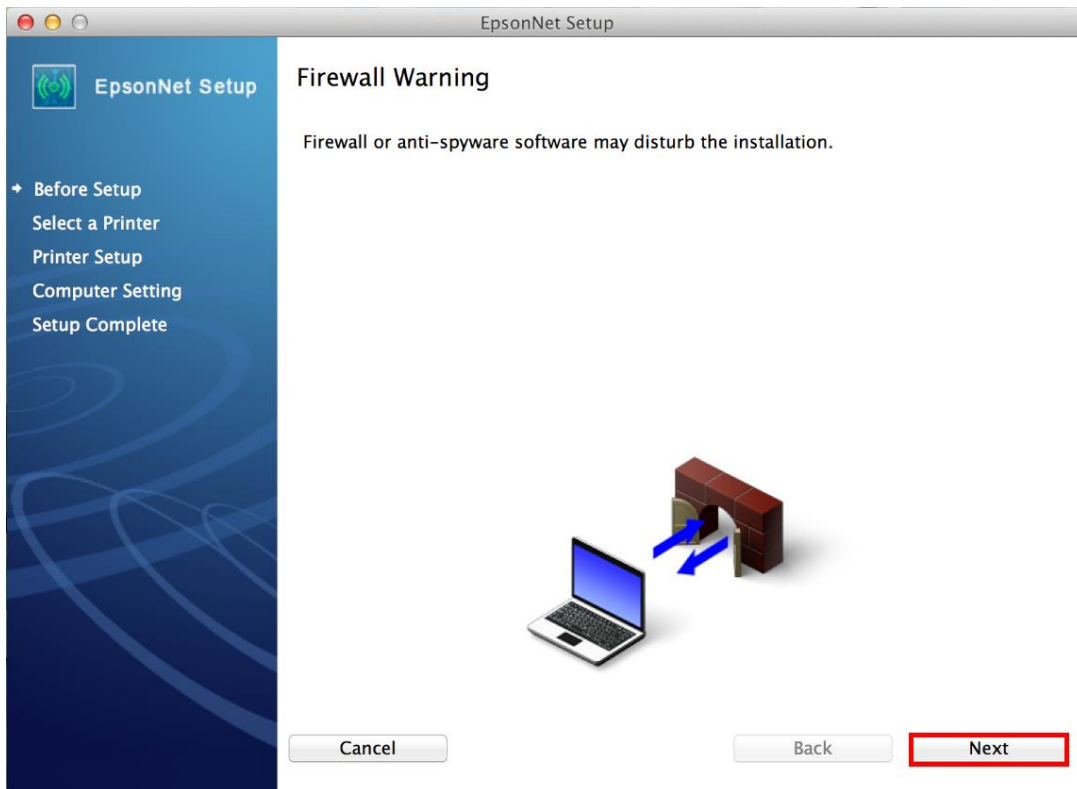 EpsonNet Setup
EpsonNet Setup
Before Setup
Select a Printer
Printer Setup
Computer Setting
Setup Complete
Firewall Warning
Firewall or anti-spyware software may disturb the installation.
Cancel
Back
Next